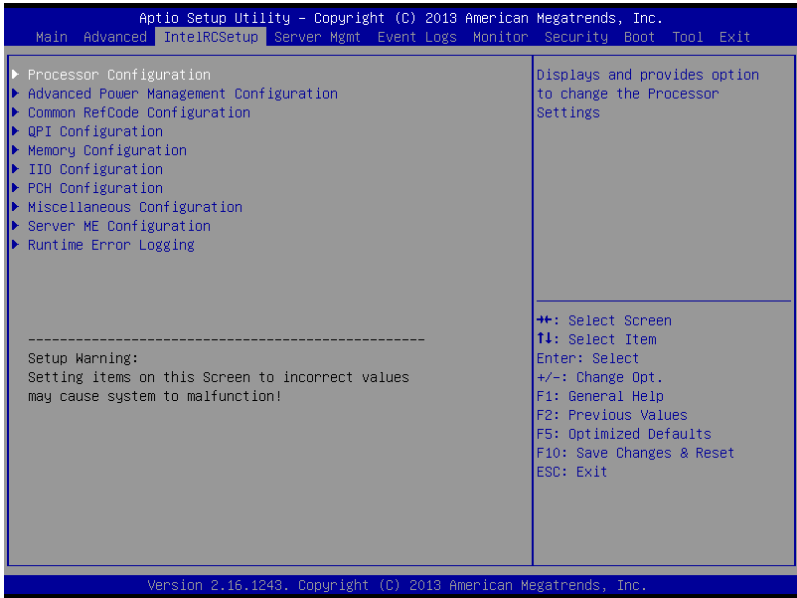 Aptio Setup Utility – Copyright (C) 2013 American Megatrends, Inc.
Main Advanced IntelRCSetup Server Mgmt Event Logs Monitor Security Boot Tool Exit
Processor Configuration
Advanced Power Management Configuration
Common RefCode Configuration
QPI Configuration
Memory Configuration
IIO Configuration
PCH Configuration
Miscellaneous Configuration
Server ME Configuration
Runtime Error Logging
--------------------------------------------------
Setup Warning:
Setting items on this Screen to incorrect values
may cause system to malfunction!
Displays and provides option
to change the Processor
Settings
→←: Select Screen
↑↓: Select Item
Enter: Select
+/-: Change Opt.
F1: General Help
F2: Previous Values
F5: Optimized Defaults
F10: Save Changes & Reset
ESC: Exit
Version 2.16.1243. Copyright (C) 2013 American Megatrends, Inc.